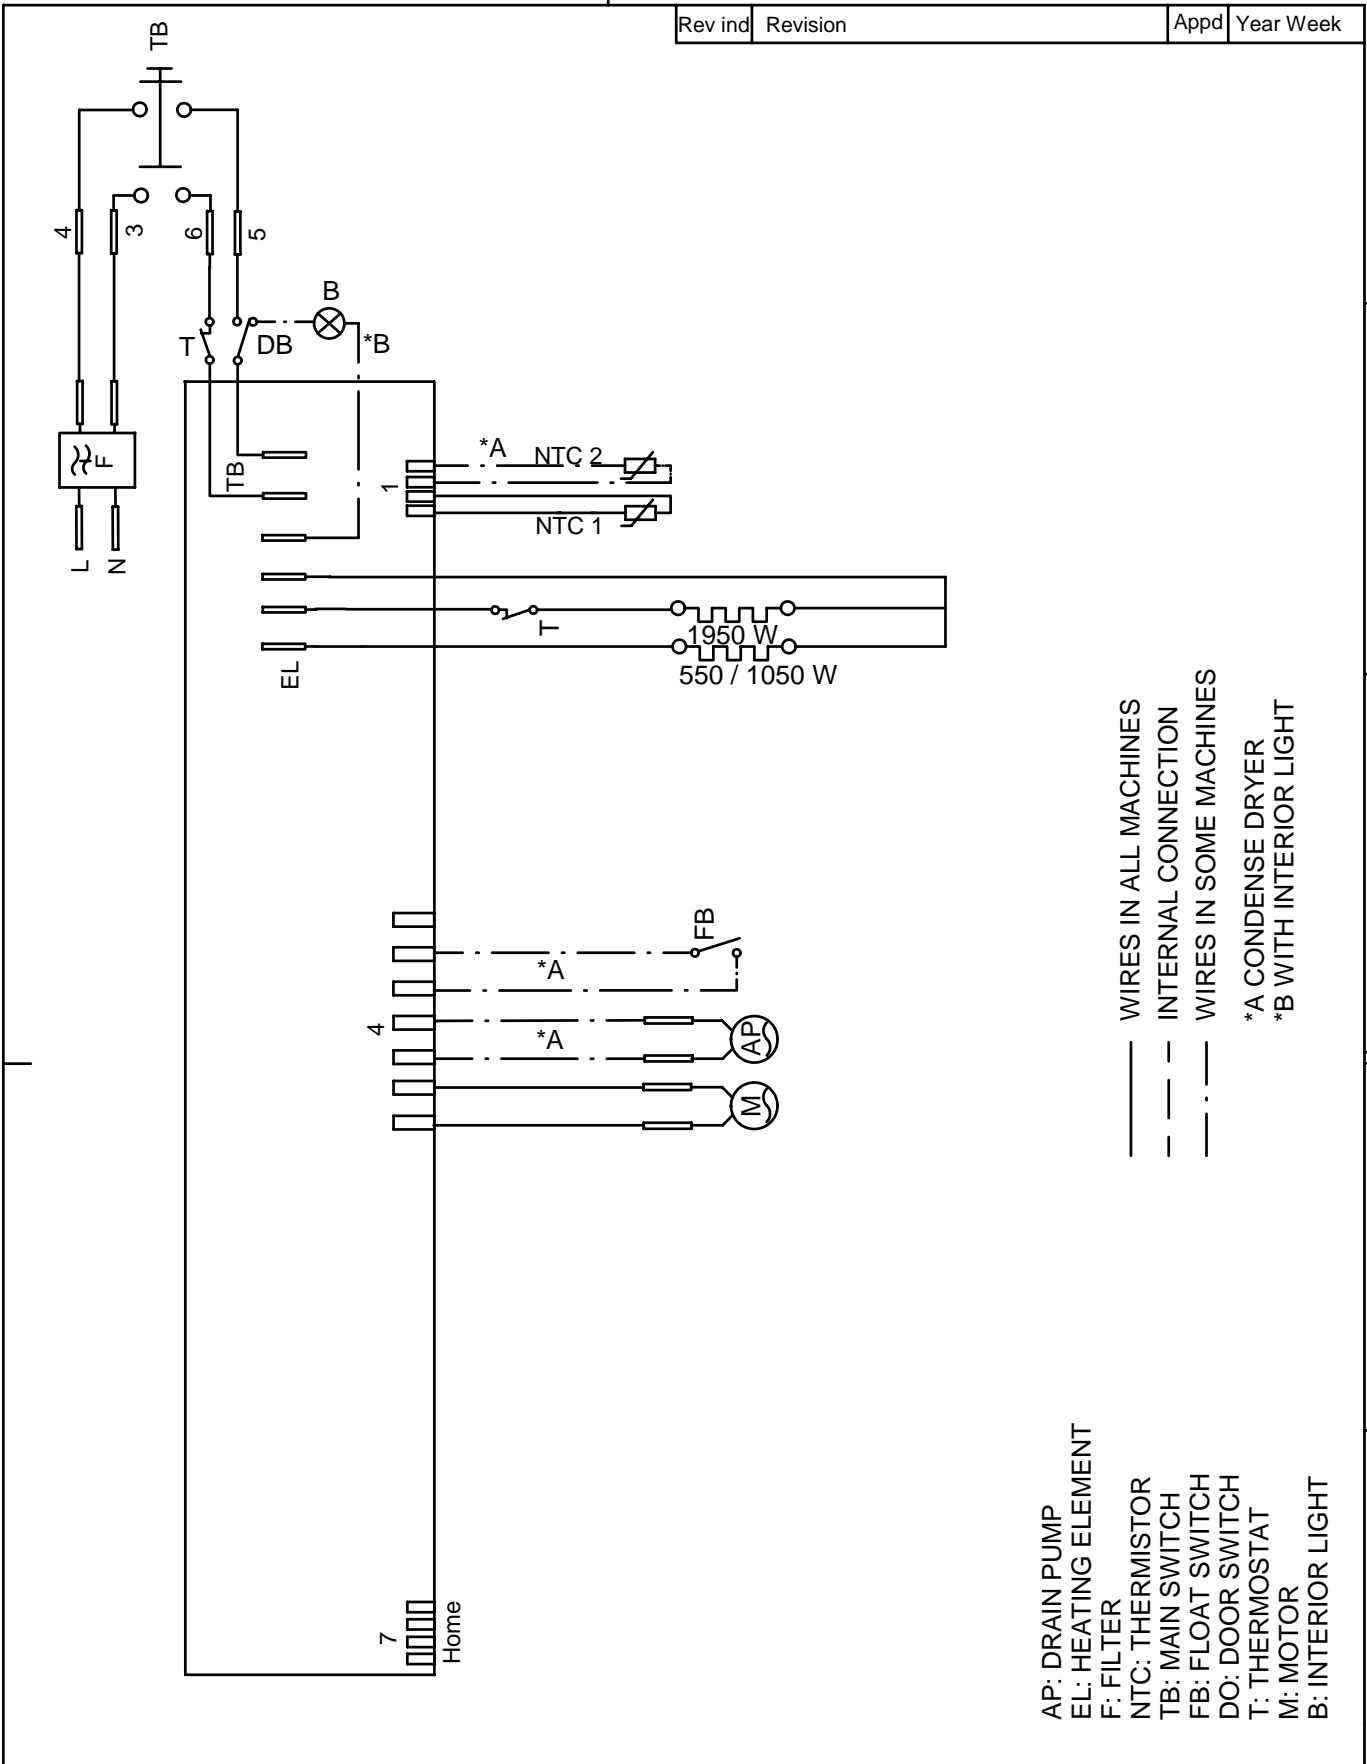 Rev ind Revision Appd Year Week
TB
4
3
6
5
T
DB
B
*B
F
L
N
TB
1
*A
NTC 2
NTC 1
T
1950 W
550 / 1050 W
EL
FB
*A
4
*A
AP
M
7
Home
WIRES IN ALL MACHINES
INTERNAL CONNECTION
WIRES IN SOME MACHINES
*A CONDENSE DRYER
*B WITH INTERIOR LIGHT
AP: DRAIN PUMP
EL: HEATING ELEMENT
F: FILTER
NTC: THERMISTOR
TB: MAIN SWITCH
FB: FLOAT SWITCH
DO: DOOR SWITCH
T: THERMOSTAT
M: MOTOR
B: INTERIOR LIGHT